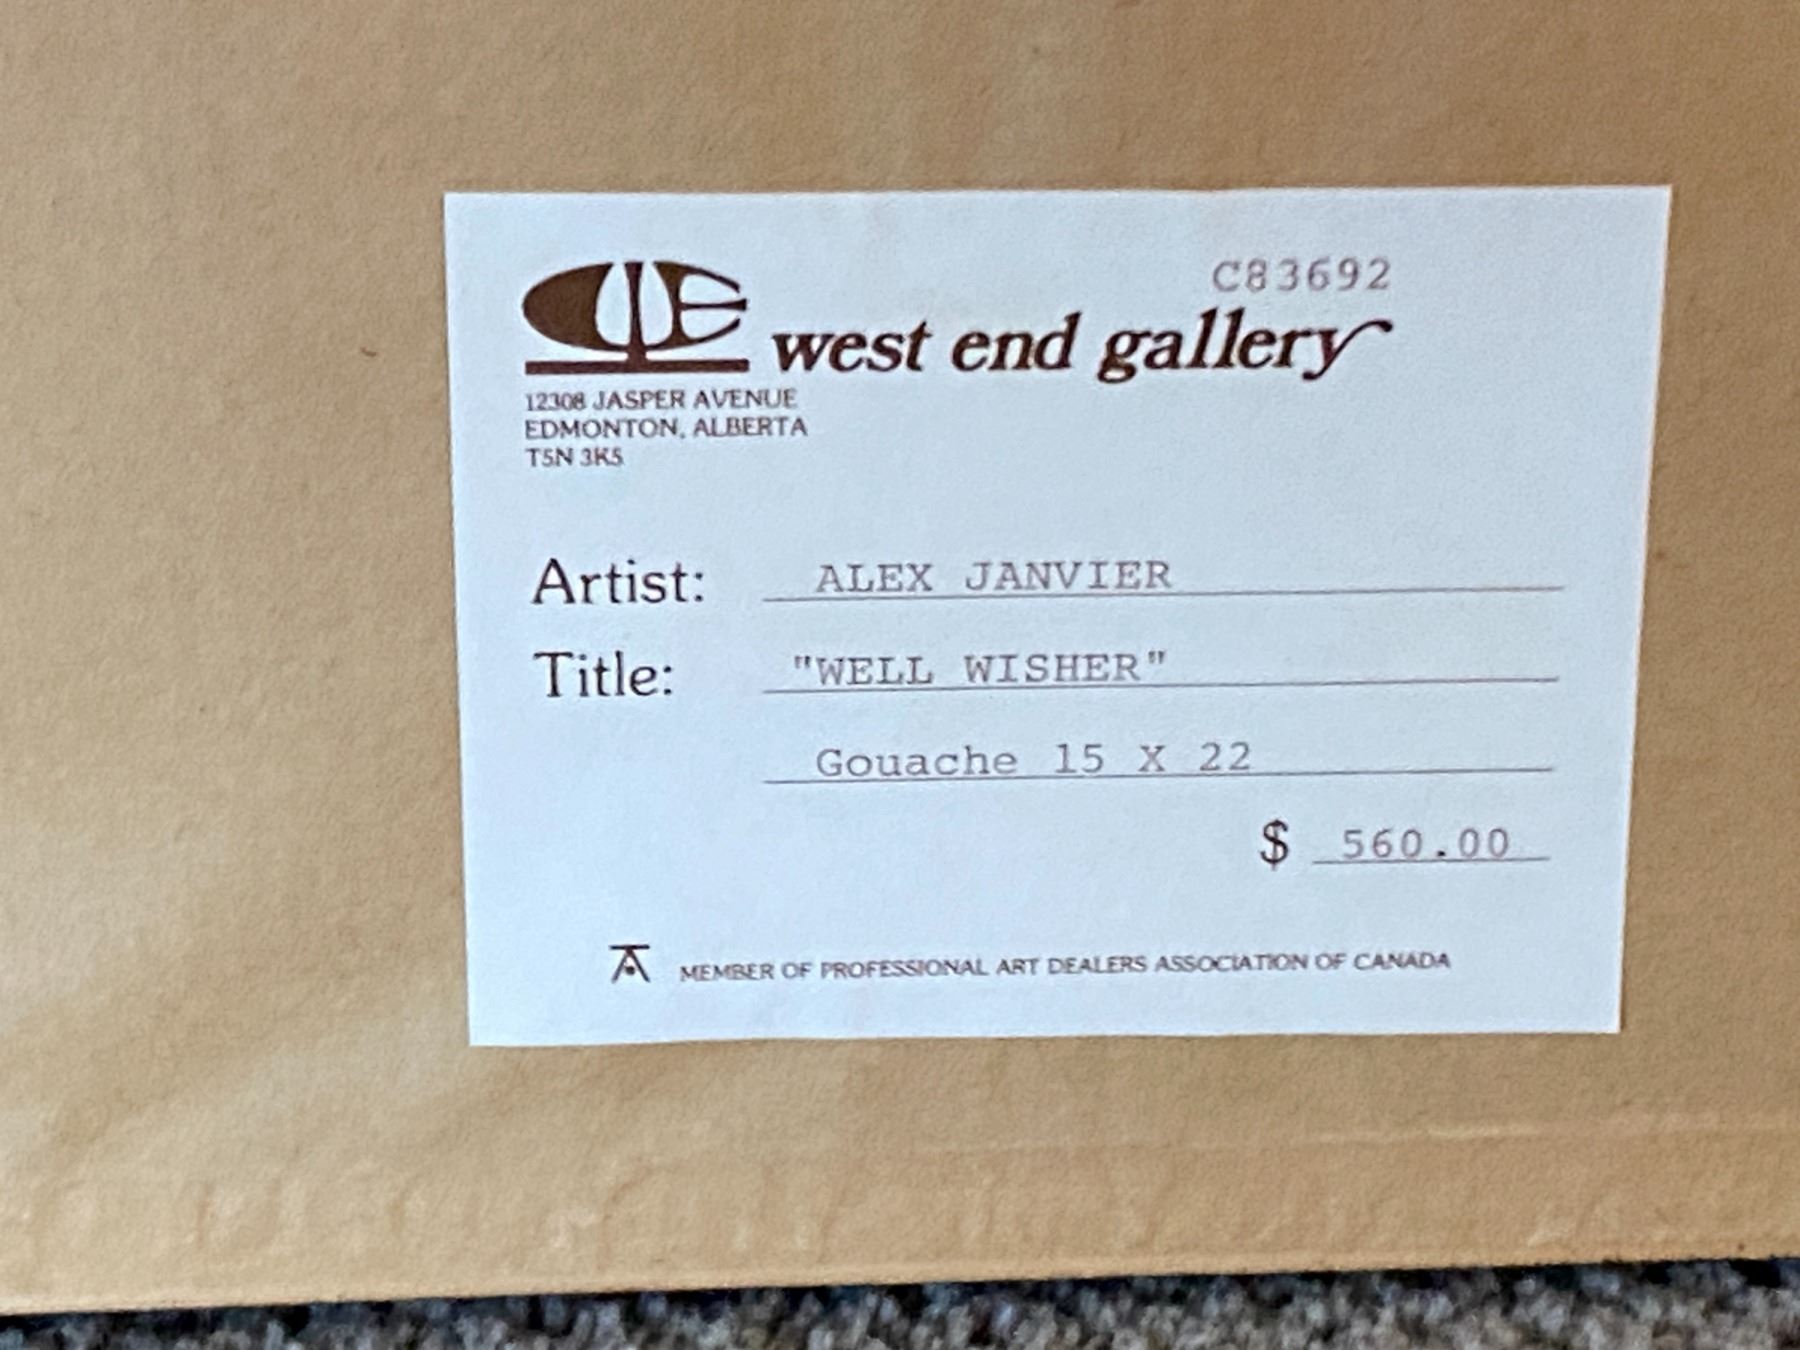 C83692
WE west end gallery
12308 JASPER AVENUE
EDMONTON, ALBERTA
T5N 3K5
Artist: ALEX JANVIER
Title: "WELL WISHER"
Gouache 15 X 22
$ 560.00
MEMBER OF PROFESSIONAL ART DEALERS ASSOCIATION OF CANADA